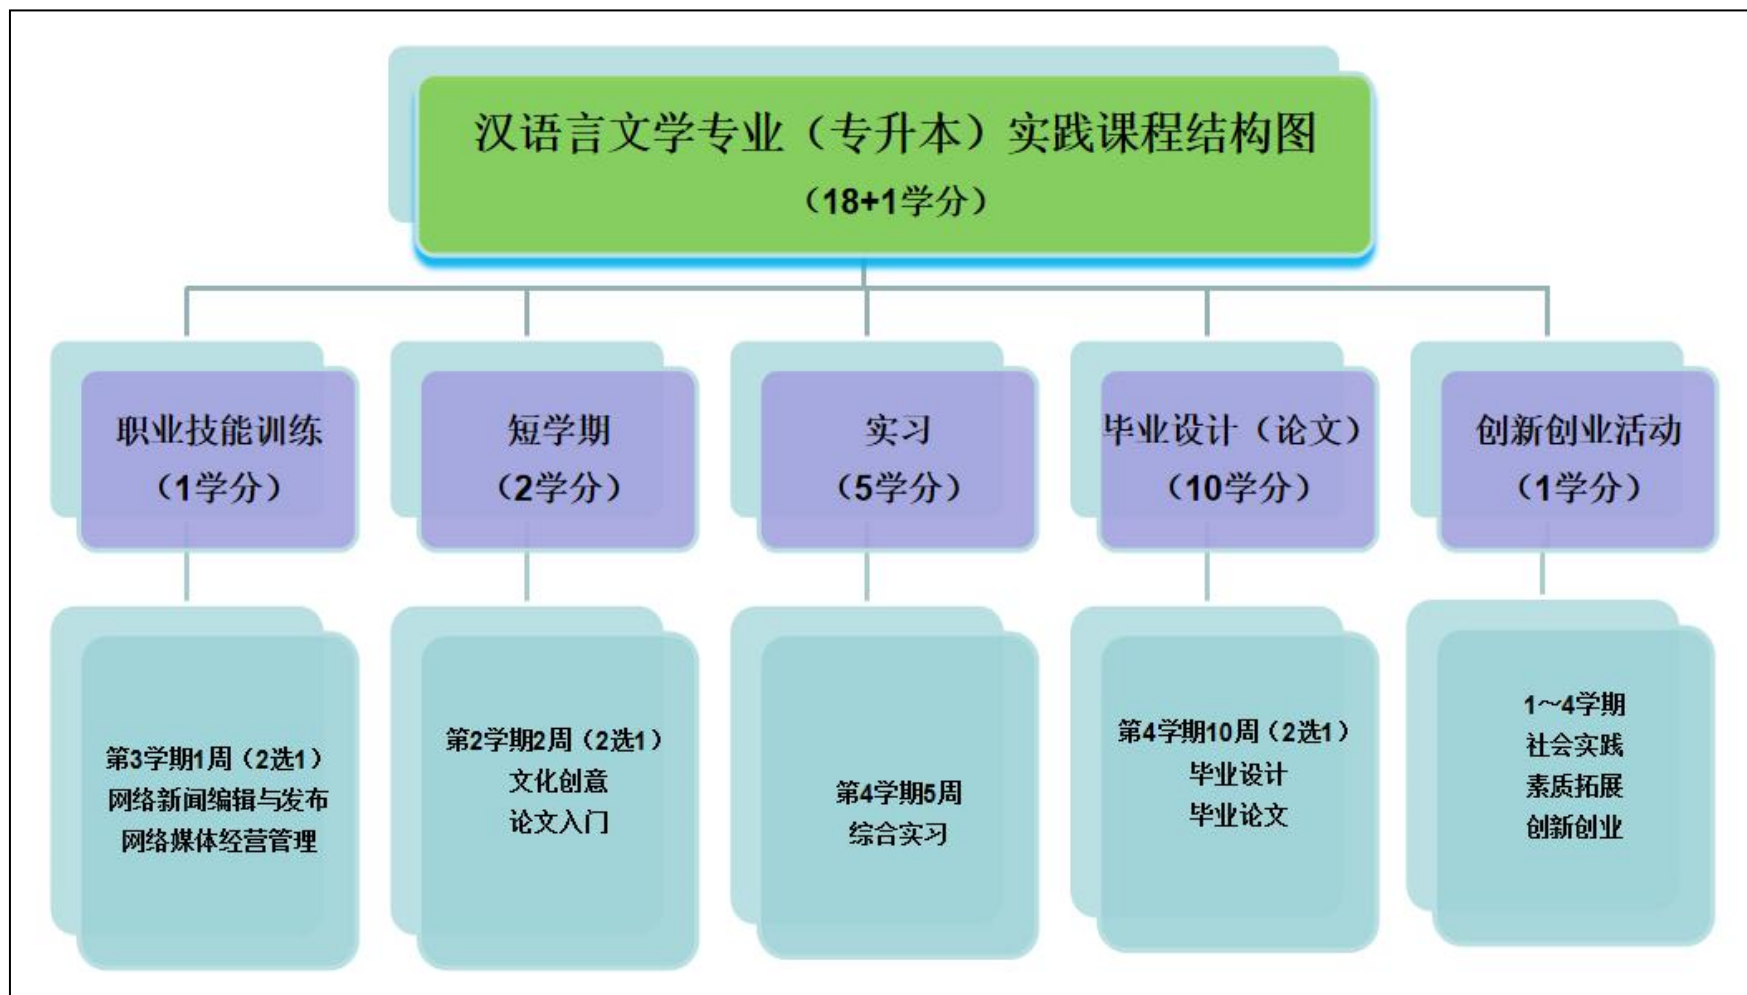 汉语言文学专业（专升本）实践课程结构图
（18+1学分）
职业技能训练
（1学分）
短学期
（2学分）
实习
（5学分）
毕业设计（论文）
（10学分）
创新创业活动
（1学分）
第3学期1周（2选1）
网络新闻编辑与发布
网络媒体经营管理
第2学期2周（2选1）
文化创意
论文入门
第4学期5周
综合实习
第4学期10周（2选1）
毕业设计
毕业论文
1～4学期
社会实践
素质拓展
创新创业